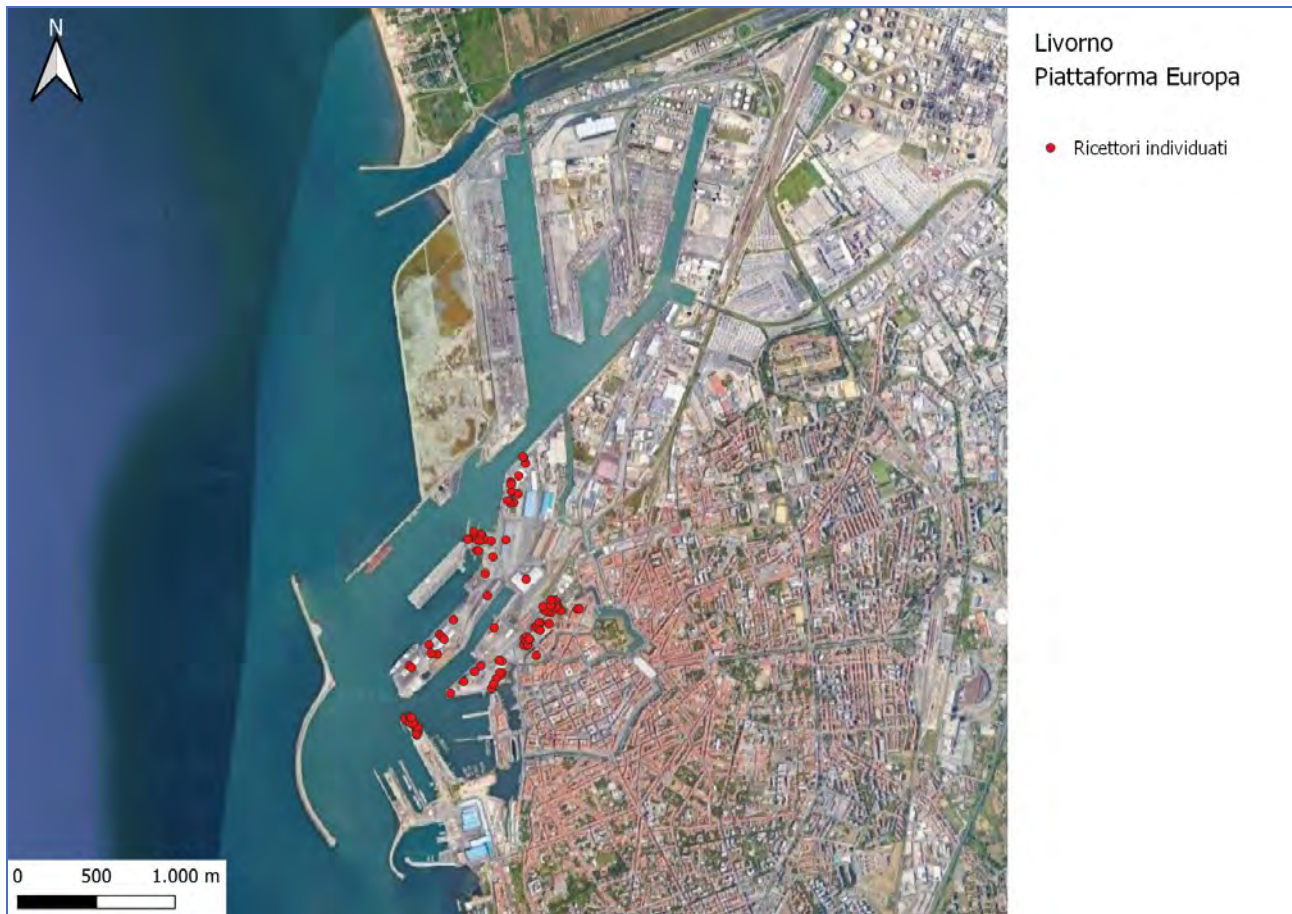 N
Livorno
Piattaforma Europa
Ricettori individuati
0 500 1.000 m